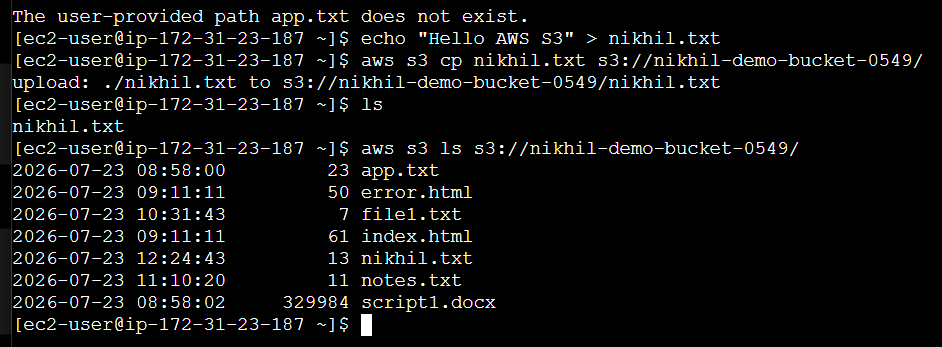 The user-provided path app.txt does not exist.
[ec2-user@ip-172-31-23-187 ~]$ echo "Hello AWS S3" > nikhil.txt
[ec2-user@ip-172-31-23-187 ~]$ aws s3 cp nikhil.txt s3://nikhil-demo-bucket-0549/
upload: ./nikhil.txt to s3://nikhil-demo-bucket-0549/nikhil.txt
[ec2-user@ip-172-31-23-187 ~]$ ls
nikhil.txt
[ec2-user@ip-172-31-23-187 ~]$ aws s3 ls s3://nikhil-demo-bucket-0549/
2026-07-23 08:58:00         23 app.txt
2026-07-23 09:11:11         50 error.html
2026-07-23 10:31:43          7 file1.txt
2026-07-23 09:11:11         61 index.html
2026-07-23 12:24:43         13 nikhil.txt
2026-07-23 11:10:20         11 notes.txt
2026-07-23 08:58:02     329984 script1.docx
[ec2-user@ip-172-31-23-187 ~]$